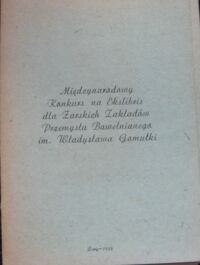 Międzynarodowy
Konkurs na Ekslibris
dla Żarskich Zakładów
Przemysłu Bawełnianego
im. Władysława Gomułki